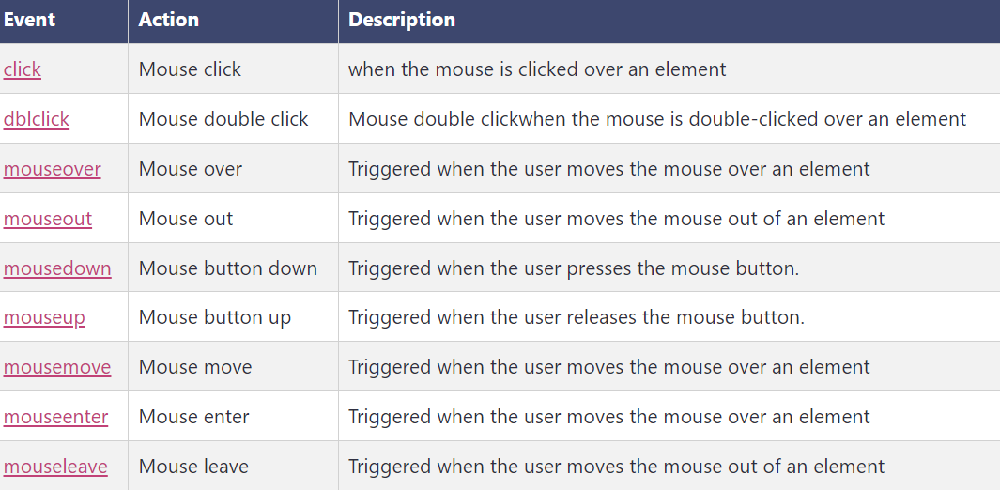 Event Action Description
click Mouse click when the mouse is clicked over an element
dblclick Mouse double click Mouse double clickwhen the mouse is double-clicked over an element
mouseover Mouse over Triggered when the user moves the mouse over an element
mouseout Mouse out Triggered when the user moves the mouse out of an element
mousedown Mouse button down Triggered when the user presses the mouse button.
mouseup Mouse button up Triggered when the user releases the mouse button.
mousemove Mouse move Triggered when the user moves the mouse over an element
mouseenter Mouse enter Triggered when the user moves the mouse over an element
mouseleave Mouse leave Triggered when the user moves the mouse out of an element